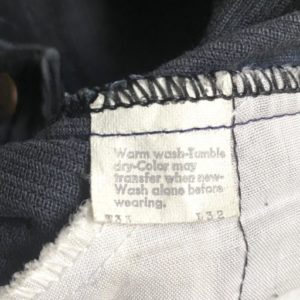 Warm wash-Tumble
dry-Color may
transfer when new-
Wash alone before
wearing.
W33 L32